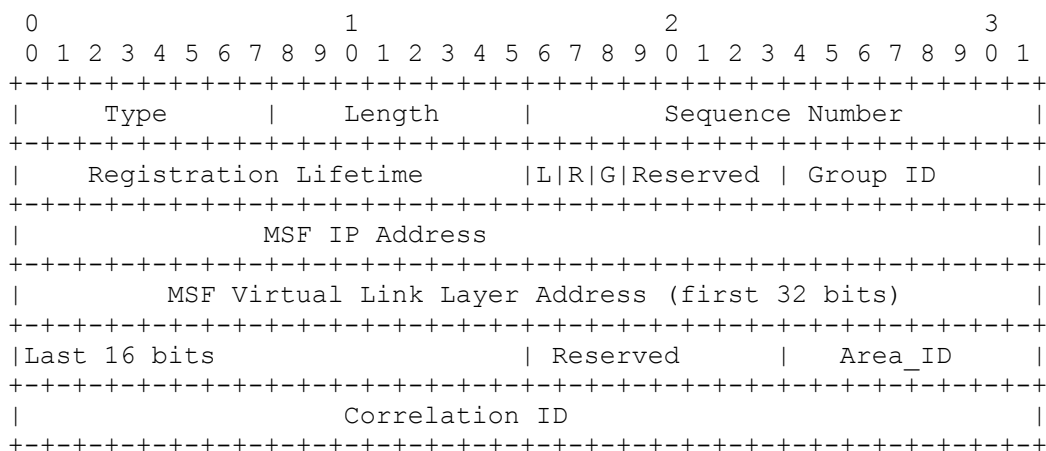 0                   1                   2                   3
 0 1 2 3 4 5 6 7 8 9 0 1 2 3 4 5 6 7 8 9 0 1 2 3 4 5 6 7 8 9 0 1
+-+-+-+-+-+-+-+-+-+-+-+-+-+-+-+-+-+-+-+-+-+-+-+-+-+-+-+-+-+-+-+-+
|     Type      |    Length     |        Sequence Number        |
+-+-+-+-+-+-+-+-+-+-+-+-+-+-+-+-+-+-+-+-+-+-+-+-+-+-+-+-+-+-+-+-+
|    Registration Lifetime      |L|R|G|Reserved | Group ID      |
+-+-+-+-+-+-+-+-+-+-+-+-+-+-+-+-+-+-+-+-+-+-+-+-+-+-+-+-+-+-+-+-+
|               MSF IP Address                                  |
+-+-+-+-+-+-+-+-+-+-+-+-+-+-+-+-+-+-+-+-+-+-+-+-+-+-+-+-+-+-+-+-+
|         MSF Virtual Link Layer Address (first 32 bits)        |
+-+-+-+-+-+-+-+-+-+-+-+-+-+-+-+-+-+-+-+-+-+-+-+-+-+-+-+-+-+-+-+-+
|Last 16 bits                   | Reserved      |   Area_ID     |
+-+-+-+-+-+-+-+-+-+-+-+-+-+-+-+-+-+-+-+-+-+-+-+-+-+-+-+-+-+-+-+-+
|                    Correlation ID                             |
+-+-+-+-+-+-+-+-+-+-+-+-+-+-+-+-+-+-+-+-+-+-+-+-+-+-+-+-+-+-+-+-+